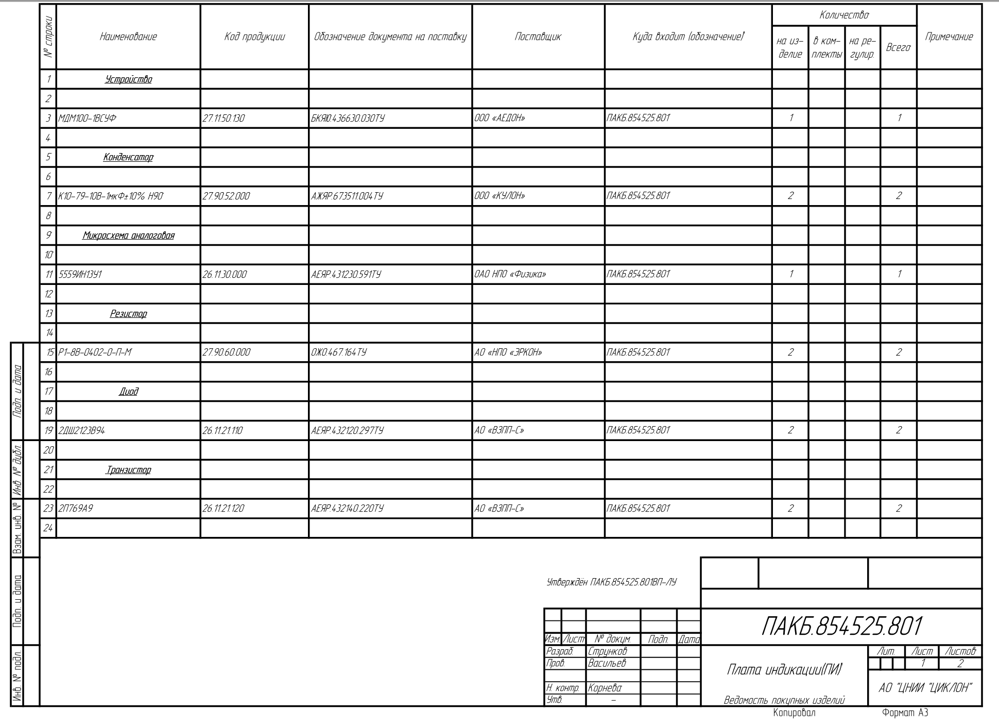 № строки
Наименование
Код продукции
Обозначение документа на поставку
Поставщик
Куда входит (обозначение)
Количество
на из-
делие
в ком-
плекты
на ре-
гулир.
Всего
Примечание
1 Устройство
2
3 МДМ100-1ВСУФ 27.11.50.130 БКЯЮ.436630.030ТУ ООО «АЕДОН» ПАКБ.854525.801 1 1
4
5 Конденсатор
6
7 К10-79-10В-1мкФ±10% Н90 27.90.52.000 АЖЯР.673511.004ТУ ООО «КУЛОН» ПАКБ.854525.801 2 2
8
9 Микросхема аналоговая
10
11 5559ИН13У1 26.11.30.000 АЕЯР.431230.591ТУ ОАО НПО «Физика» ПАКБ.854525.801 1 1
12
13 Резистор
14
15 Р1-8В-0402-0-П-М 27.90.60.000 ОЖ0.467.164ТУ АО «НПО «ЭРКОН» ПАКБ.854525.801 2 2
16
17 Диод
18
19 2ДШ2123В94 26.11.21.110 АЕЯР.432120.297ТУ АО «ВЗПП-С» ПАКБ.854525.801 2 2
20
21 Транзистор
22
23 2П769А9 26.11.21.120 АЕЯР.432140.220ТУ АО «ВЗПП-С» ПАКБ.854525.801 2 2
24
Подп. и дата
Инв. № дубл.
Взам. инв. №
Подп. и дата
Инв. № подл.
Утверждён ПАКБ.854525.801ВП-ЛУ
ПАКБ.854525.801
Изм. Лист № докум. Подп. Дата
Разраб. Струнков
Пров. Васильев
Н. контр. Корнева
Утв. -
Плата индикации(ПИ)
Ведомость покупных изделий
Лит. Лист Листов
1 2
АО "ЦНИИ "ЦИКЛОН"
Копировал Формат А3